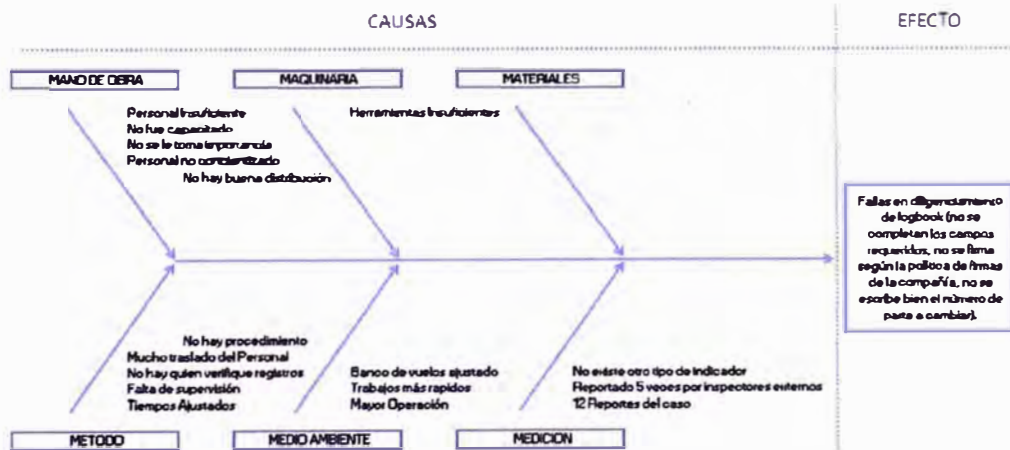 CAUSAS
EFECTO
MANO DE OBRA
MAQUINARIA
MATERIALES
Personal Insuficiente
No fue capacitado
No se le toma importancia
Personal no concientizado
No hay buena distribución
Herramientas Insuficientes
Fallas en diligenciamiento
de logbook (no se
completan los campos
requeridos, no se firma
según la política de firmas
de la compañía, no se
escribe bien el número de
parte a cambiar).
No hay procedimiento
Mucho traslado del Personal
No hay quien verifique registros
Falta de supervisión
Tiempos Ajustados
Banco de vuelos ajustado
Trabajos más rapidos
Mayor Operación
No existe otro tipo de indicador
Reportado 5 veces por inspectores externos
12 Reportes del caso
METODO
MEDIO AMBIENTE
MEDICION